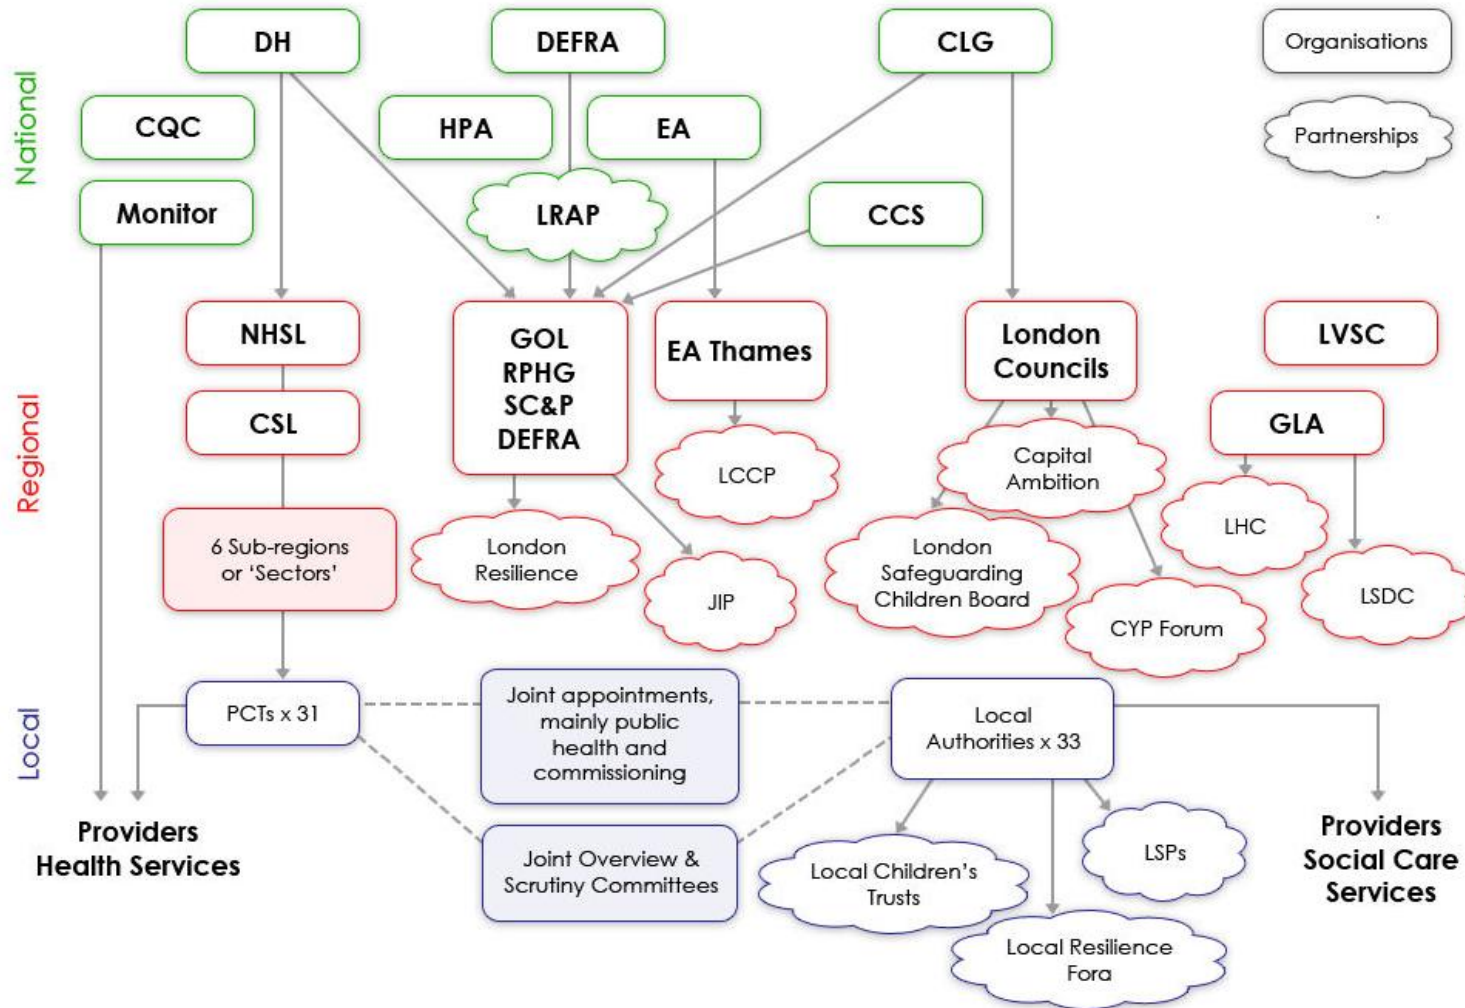 National
DH
DEFRA
CLG
Organisations
CQC
HPA
EA
Partnerships
Monitor
LRAP
CCS
Regional
NHSL
GOL
RPHG
SC&P
DEFRA
EA Thames
London
Councils
LVSC
CSL
GLA
LCCP
Capital
Ambition
6 Sub-regions
or ‘Sectors’
London
Resilience
JIP
London
Safeguarding
Children Board
CYP Forum
LHC
LSDC
Local
PCTs x 31
Joint appointments,
mainly public
health and
commissioning
Local
Authorities x 33
Providers
Health Services
Joint Overview &
Scrutiny Committees
Local Children’s
Trusts
LSPs
Local Resilience
Fora
Providers
Social Care
Services